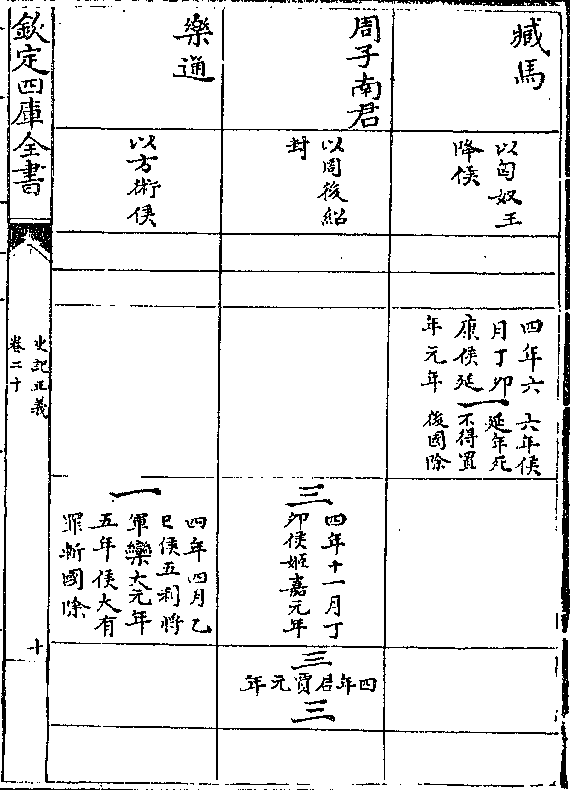 臧馬
以匈奴王
降侯
四年六
月丁卯
康侯延
年元年
一
六年侯
延年死
不得置
後國除
周子南君
以周後紹
封
三
四年十一月丁
卯侯姬嘉元年
三
四年君買元年
三
樂通
以方術侯
一
四年四月乙
巳侯五利將
軍欒大元年
五年侯大有
罪斬國除
欽定四庫全書
史記正義
卷二十
十